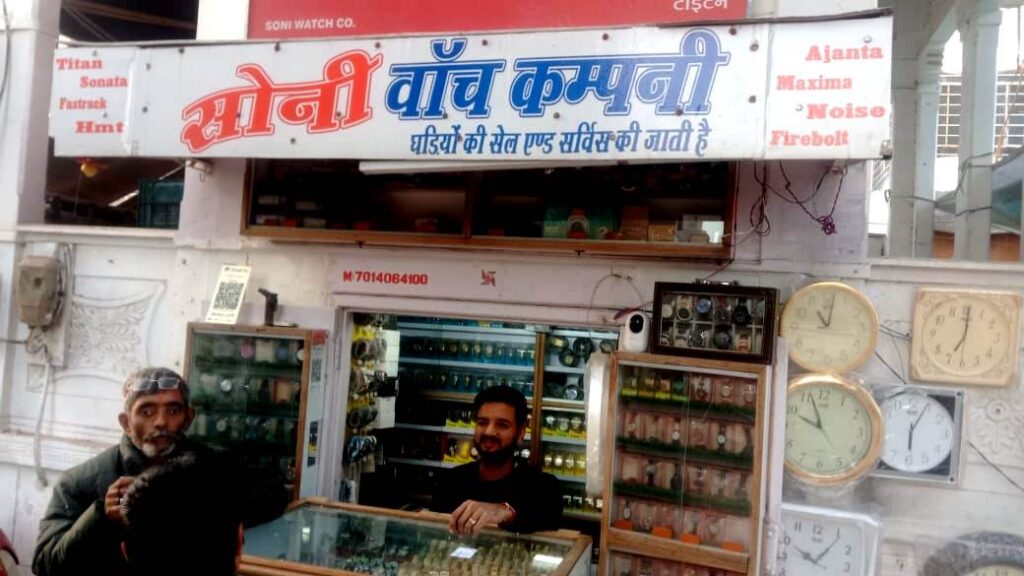 SONI WATCH CO.
टाइटन
Titan
Sonata
Fastrack
Hmt
सोनी वॉच कम्पनी
घडियों की सेल एण्ड सर्विस की जाती है
Ajanta
Maxima
Noise
Firebolt
M:7014064100